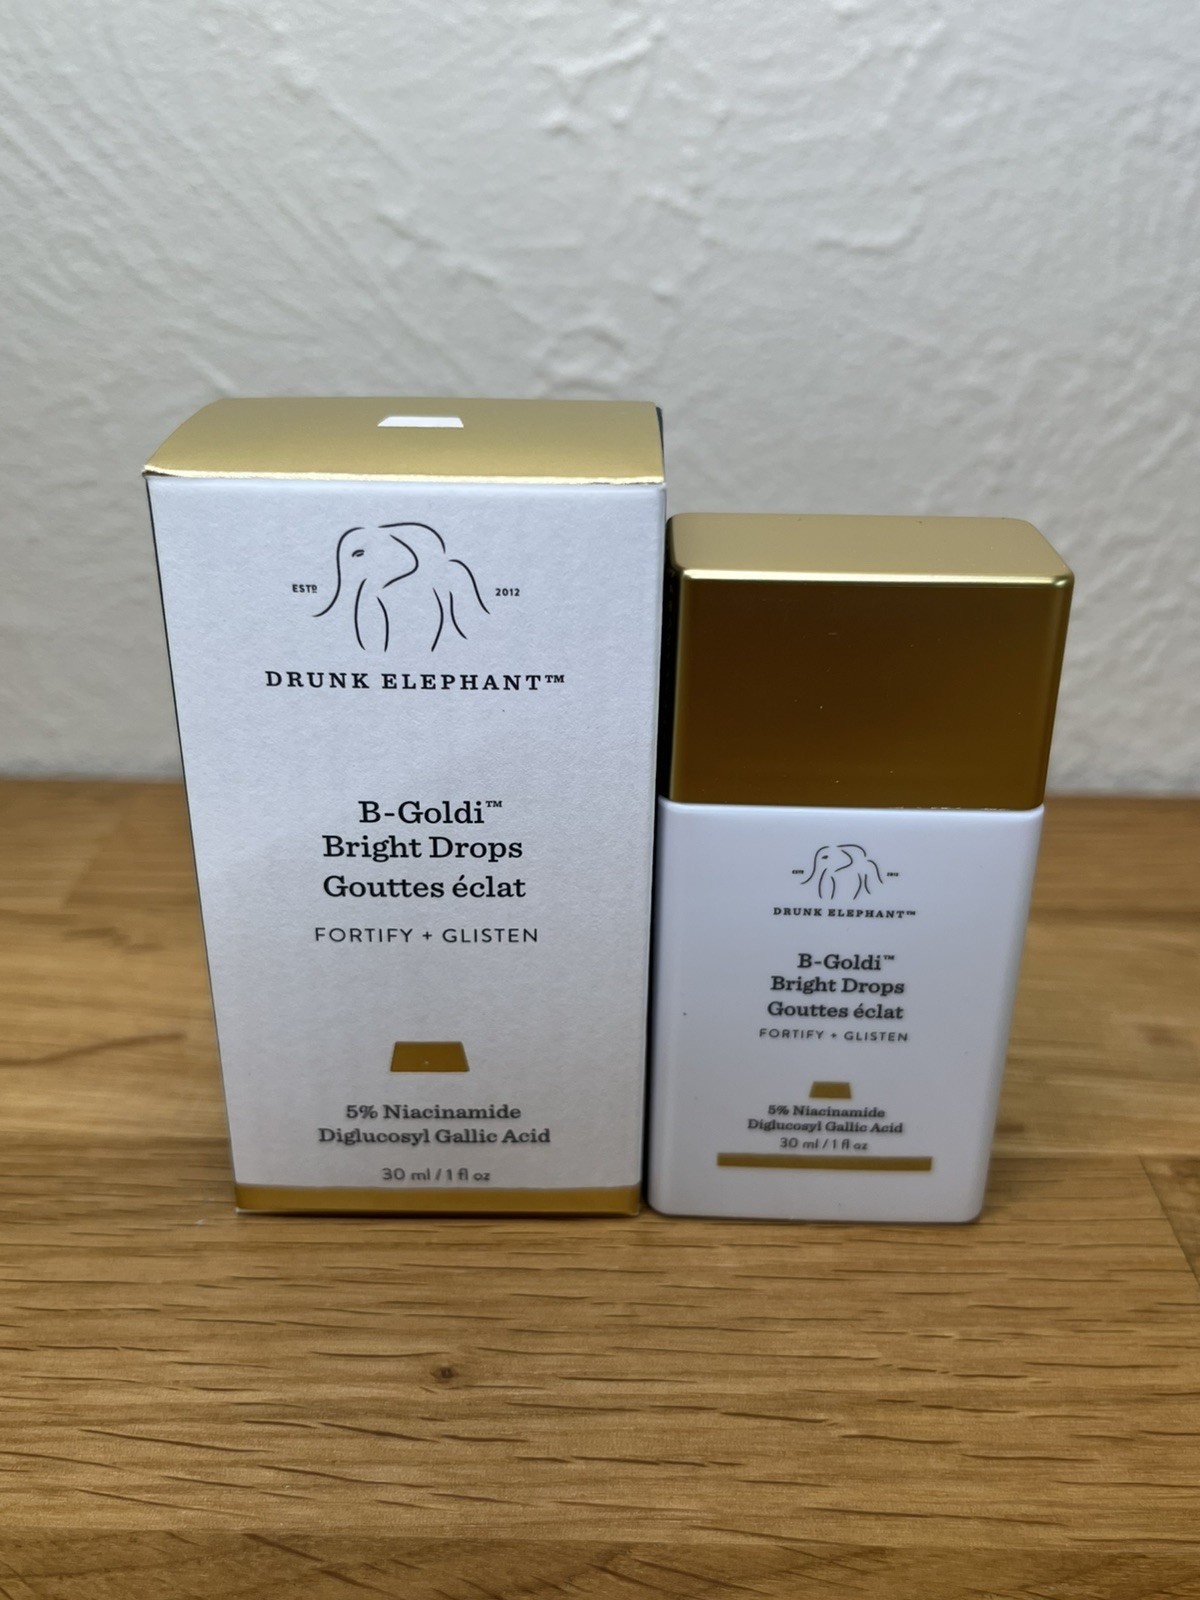 ESTD 2012
DRUNK ELEPHANT™
B-Goldi™
Bright Drops
Gouttes éclat
FORTIFY + GLISTEN
5% Niacinamide
Diglucosyl Gallic Acid
30 ml / 1 fl oz
ESTD 2012
DRUNK ELEPHANT™
B-Goldi™
Bright Drops
Gouttes éclat
FORTIFY + GLISTEN
5% Niacinamide
Diglucosyl Gallic Acid
30 ml / 1 fl oz